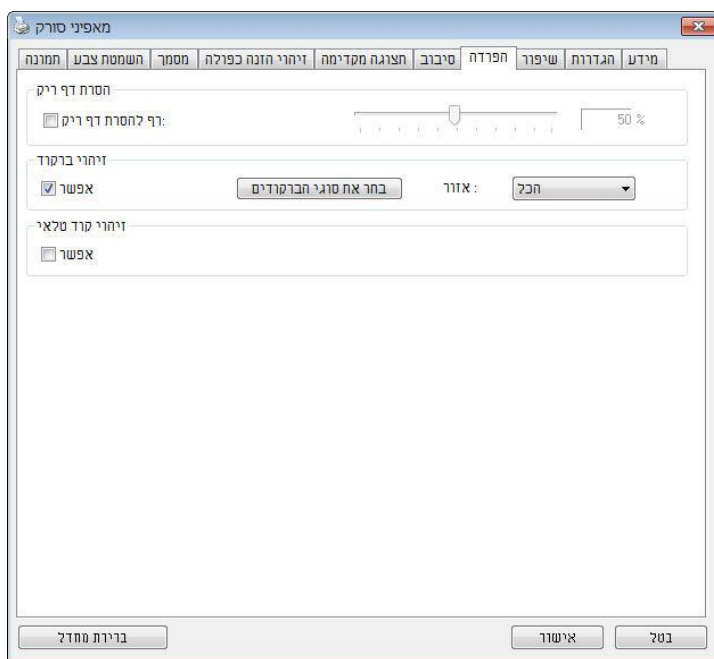 מאפיני סורק
תמונה
השמטת צבע
מסמך
זיהוי הזנה כפולה
תצוגה מקדימה
סיבוב
הפרדה
שיפור
הגדרות
מידע
הסרת דף ריק
רף להסרת דף ריק:
50 %
זיהוי ברקוד
אפשר
בחר את סוגי הברקודים
אזור :
הכל
זיהוי קוד טלאי
אפשר
ברירת מחדל
אישור
בטל